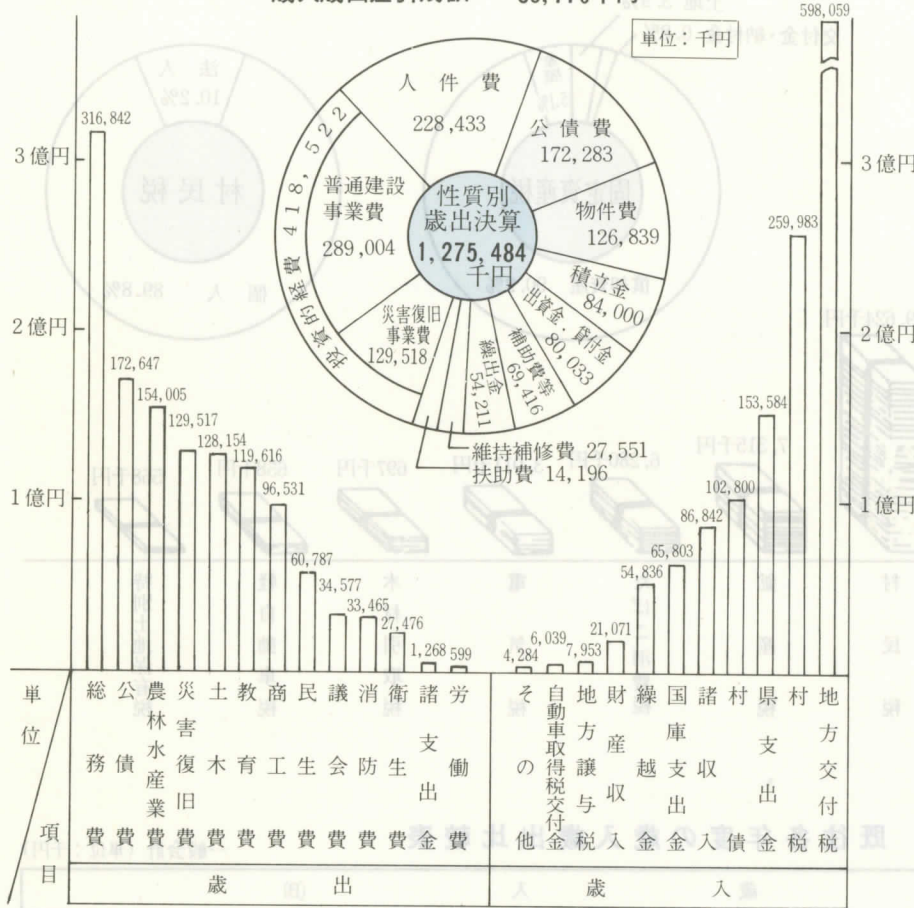 単位：千円
598,059
316,842
3億円
2億円
1億円
172,647
154,005
129,517
128,154
119,616
96,531
60,787
34,577
33,465
27,476
1,268
599
人件費
228,433
公債費
172,283
物件費
126,839
積立金
84,000
出資金・貸付金
80,033
補助費等
69,416
繰出金
54,211
維持補修費 27,551
扶助費 14,196
災害復旧
事業費
129,518
普通建設
事業費
289,004
投資的経費 418,522
性質別
歳出決算
1,275,484
千円
3億円
2億円
1億円
4,284
6,039
7,953
21,071
54,836
65,803
86,842
102,800
153,584
259,983
単位
項目
総務費
公債費
農林水産業費
災害復旧費
土木費
教育費
商工費
民生費
議会費
消防費
衛生費
諸支出金
労働費
その他
自動車取得税交付金
地方譲与税
財産収入
繰越金
国庫支出金
諸収入
村債
県支出金
村税
地方交付税
歳出
歳入